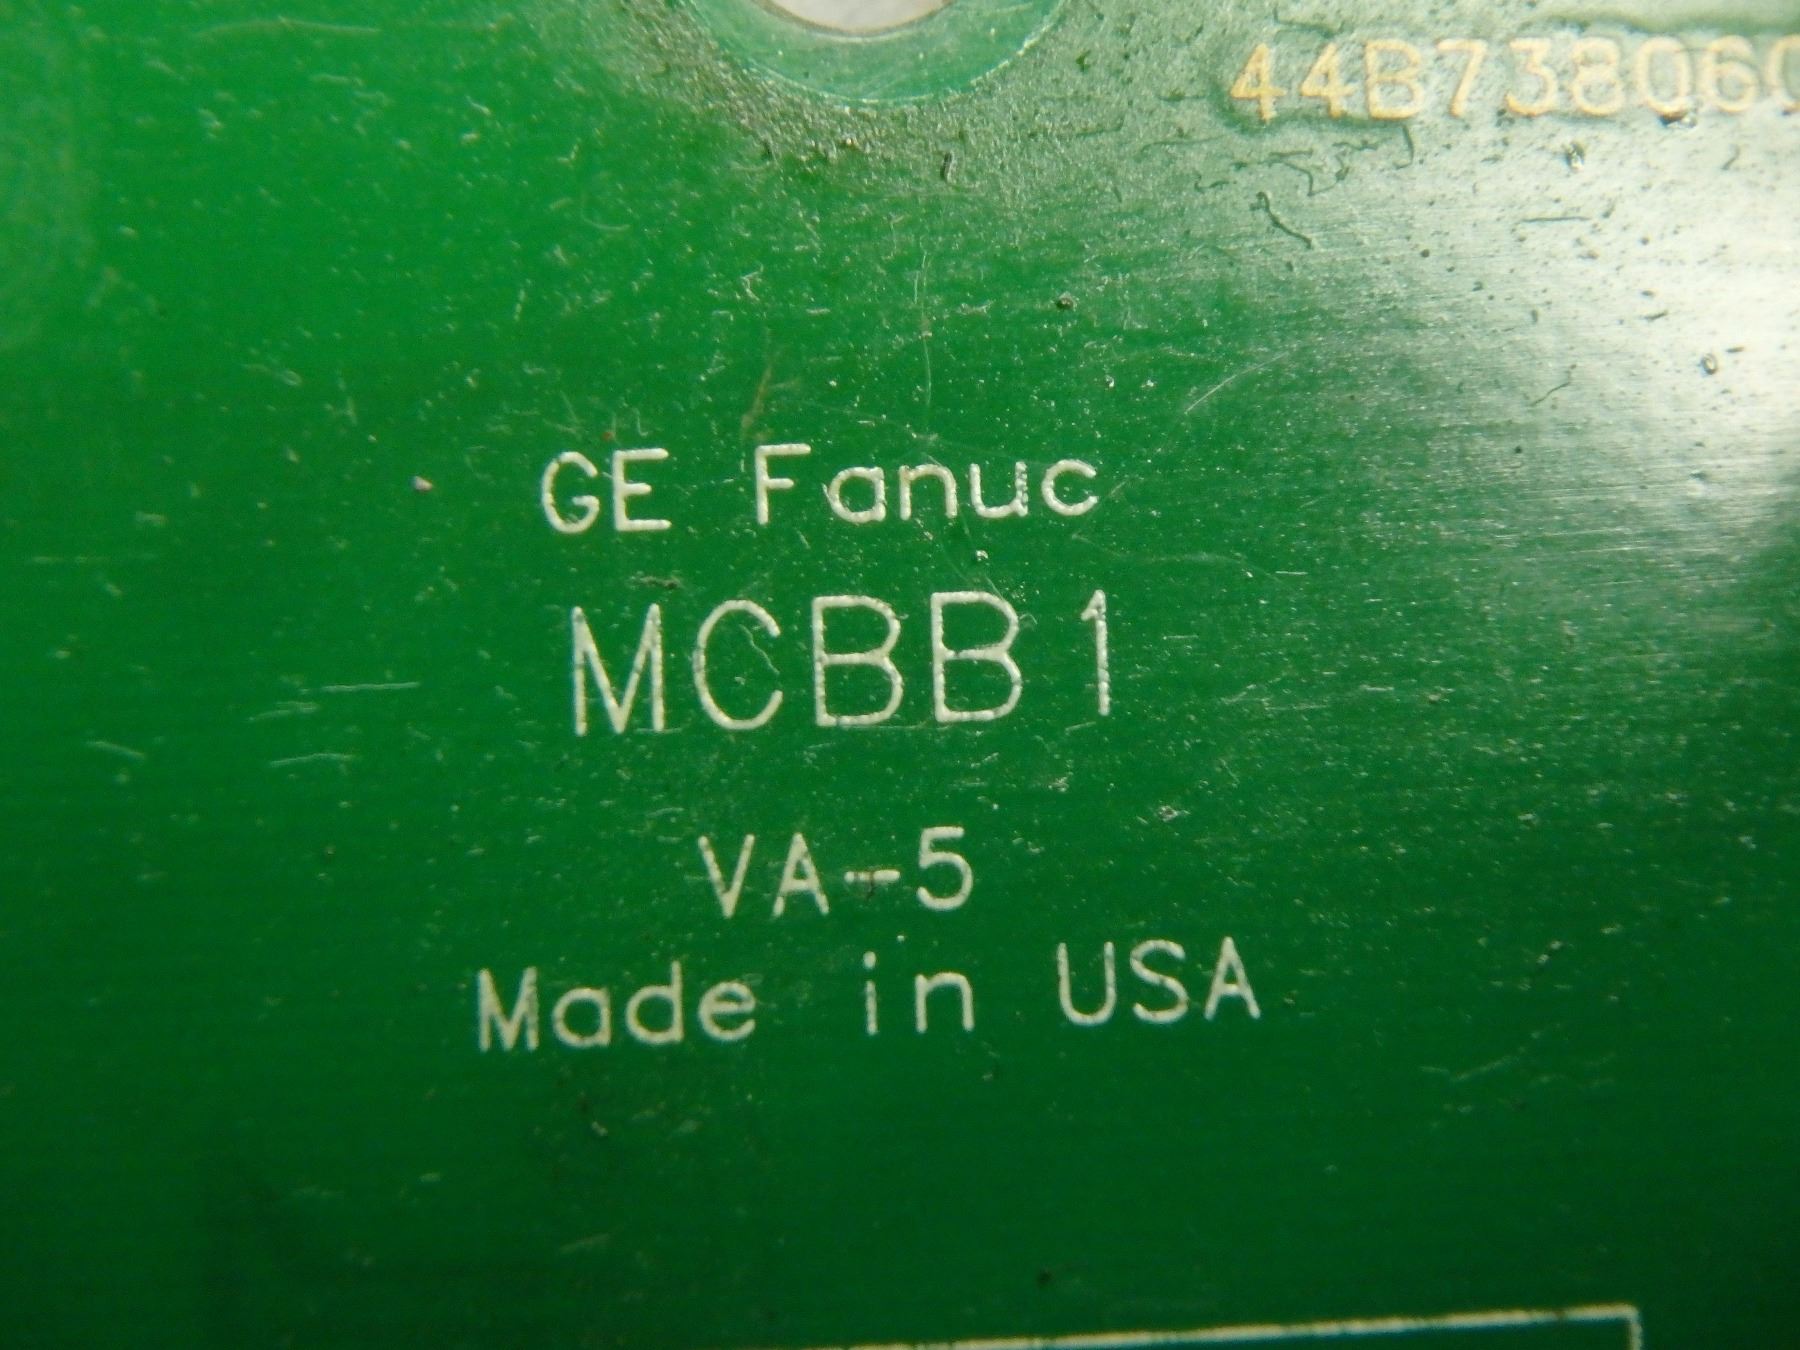 44B738060
GE Fanuc
MCBB1
VA-5
Made in USA